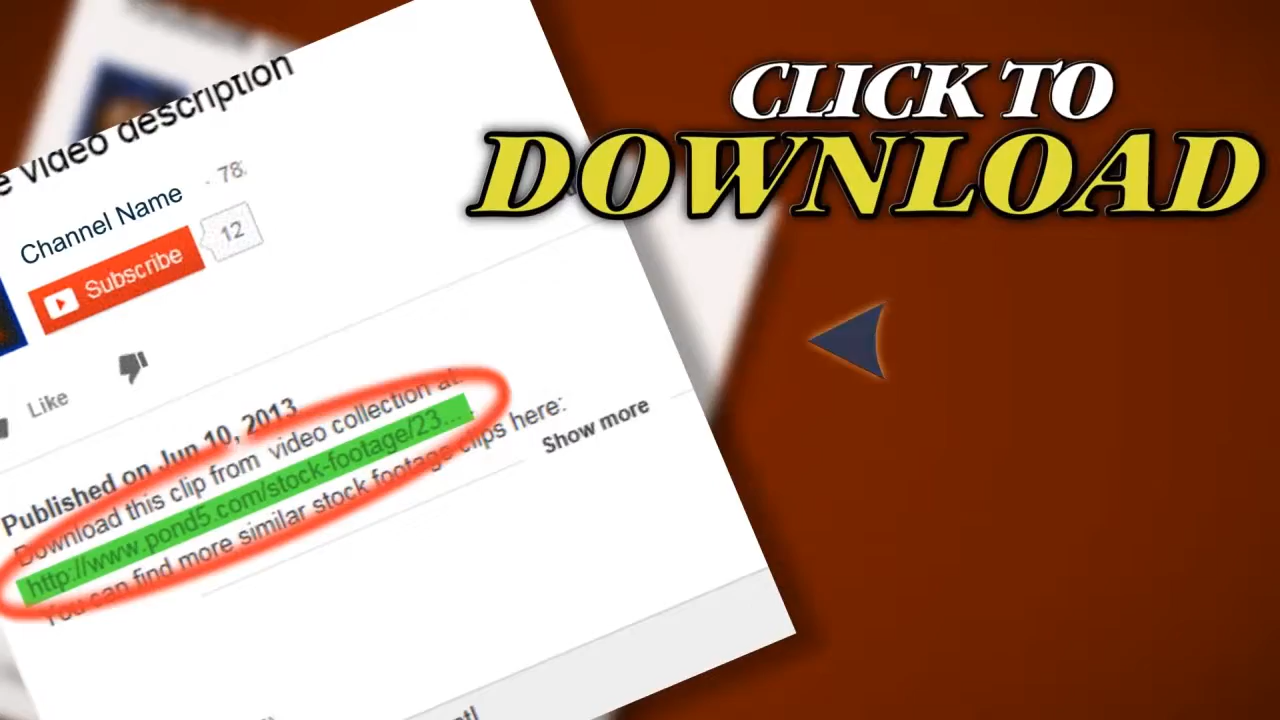 CLICK TO
DOWNLOAD
e video description
Channel Name
78
Subscribe
12
Like
Published on Jun 10, 2013
Download this clip from video collection at:
http://www.pond5.com/stock-footage/23...
You can find more similar stock footage clips here:
Show more